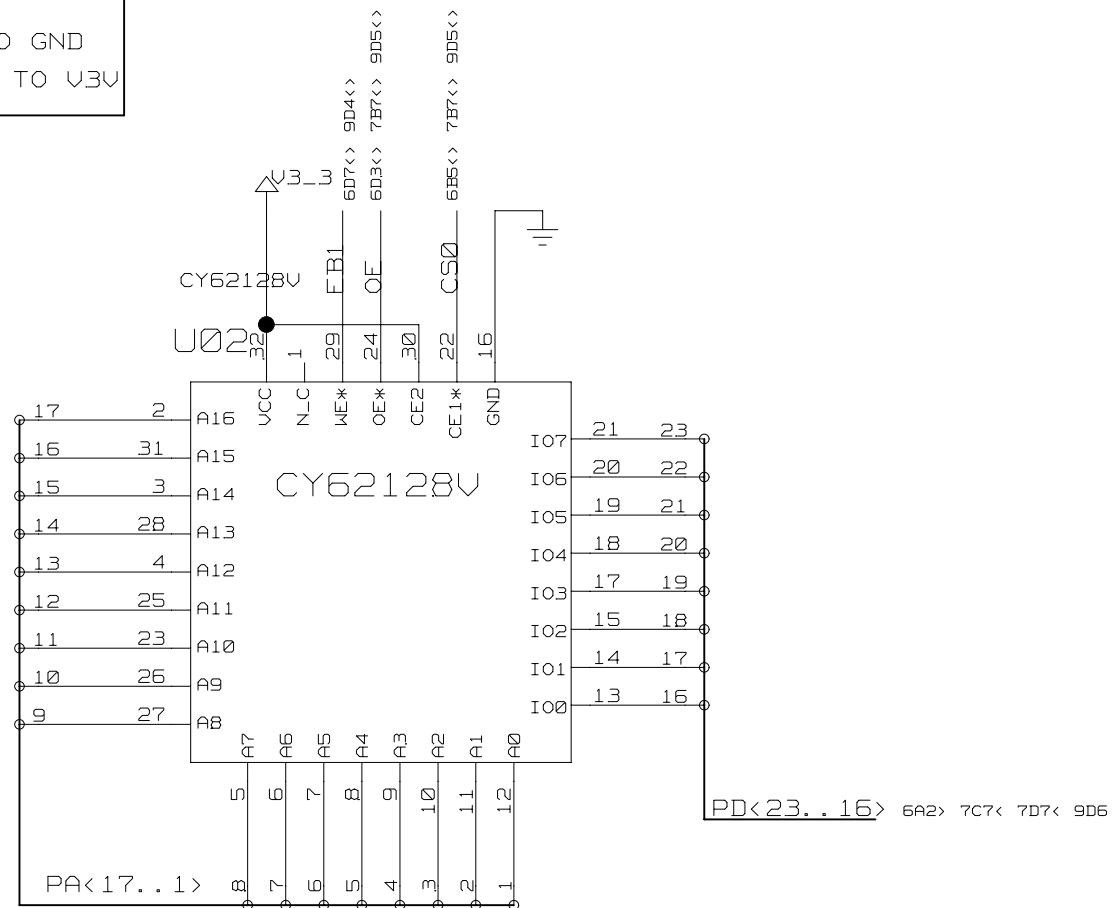 O GND
TO V3V
6D7<> 9D4<>
6D3<> 7B7<> 9D5<>
6B5<> 7B7<> 9D5<>
V3_3
EB1
OE
CS0
CY62128V
U02
32
1
29
24
30
22
16
VCC
N_C
WE*
OE*
CE2
CE1*
GND
CY62128V
17 2 A16
16 31 A15
15 3 A14
14 28 A13
13 4 A12
12 25 A11
11 23 A10
10 26 A9
9 27 A8
IO7 21 23
IO6 20 22
IO5 19 21
IO4 18 20
IO3 17 19
IO2 15 18
IO1 14 17
IO0 13 16
A7 A6 A5 A4 A3 A2 A1 A0
5 6 7 8 9 10 11 12
8 7 6 5 4 3 2 1
PD<23..16> 6A2> 7C7< 7D7< 9D6
PA<17..1>